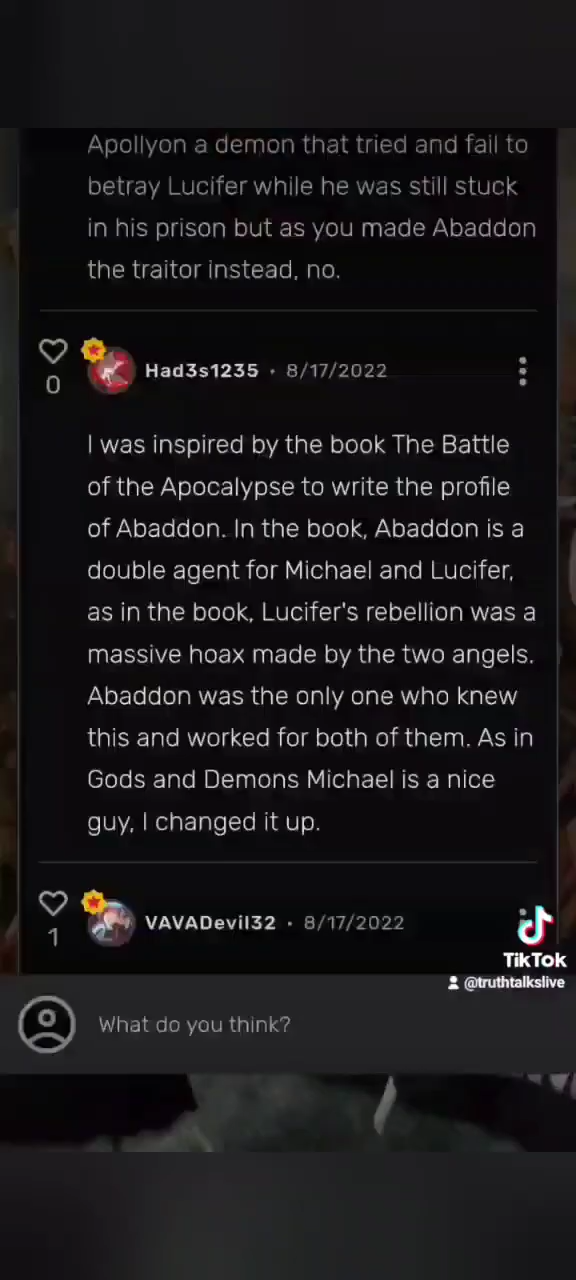 Apollyon a demon that tried and fail to
betray Lucifer while he was still stuck
in his prison but as you made Abaddon
the traitor instead, no.
0
Had3s1235 • 8/17/2022
I was inspired by the book The Battle
of the Apocalypse to write the profile
of Abaddon. In the book, Abaddon is a
double agent for Michael and Lucifer,
as in the book, Lucifer's rebellion was a
massive hoax made by the two angels.
Abaddon was the only one who knew
this and worked for both of them. As in
Gods and Demons Michael is a nice
guy, I changed it up.
1
VAVADevil32 • 8/17/2022
TikTok
@truthtalkslive
What do you think?